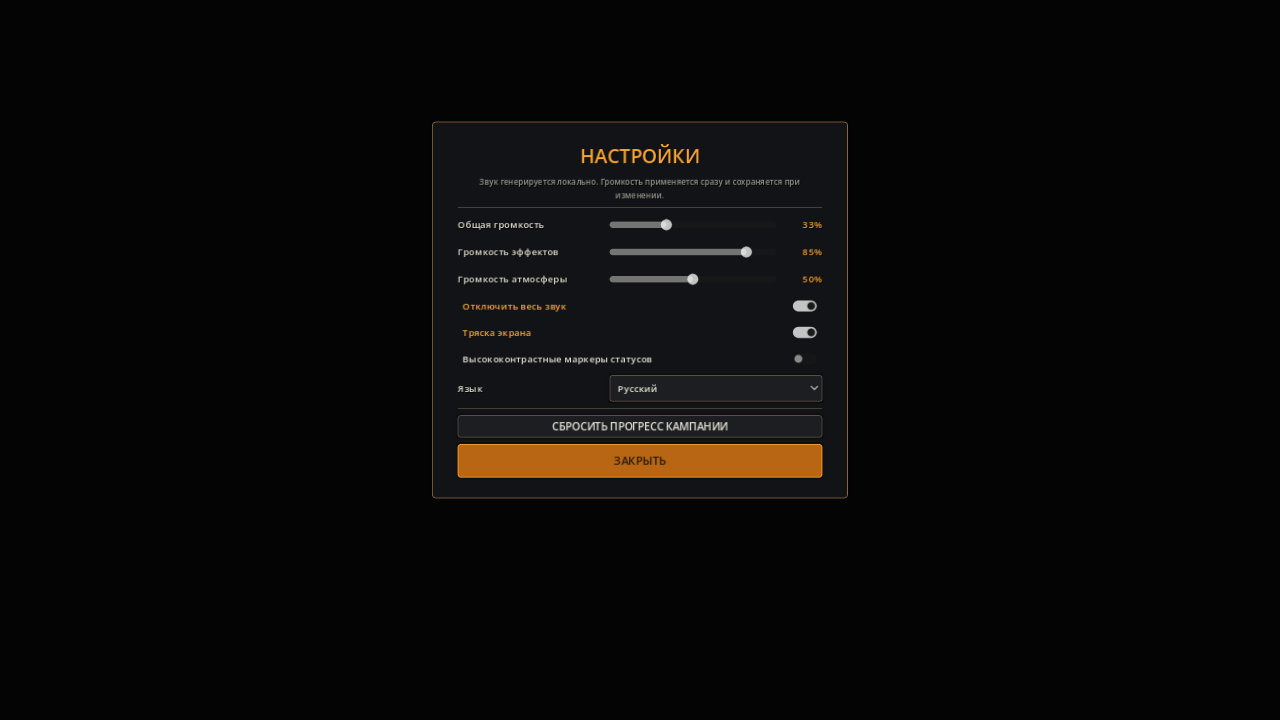 НАСТРОЙКИ
Звук генерируется локально. Громкость применяется сразу и сохраняется при
изменении.
Общая громкость 33%
Громкость эффектов 85%
Громкость атмосферы 50%
Отключить весь звук
Тряска экрана
Высококонтрастные маркеры статусов
Язык Русский
СБРОСИТЬ ПРОГРЕСС КАМПАНИИ
ЗАКРЫТЬ